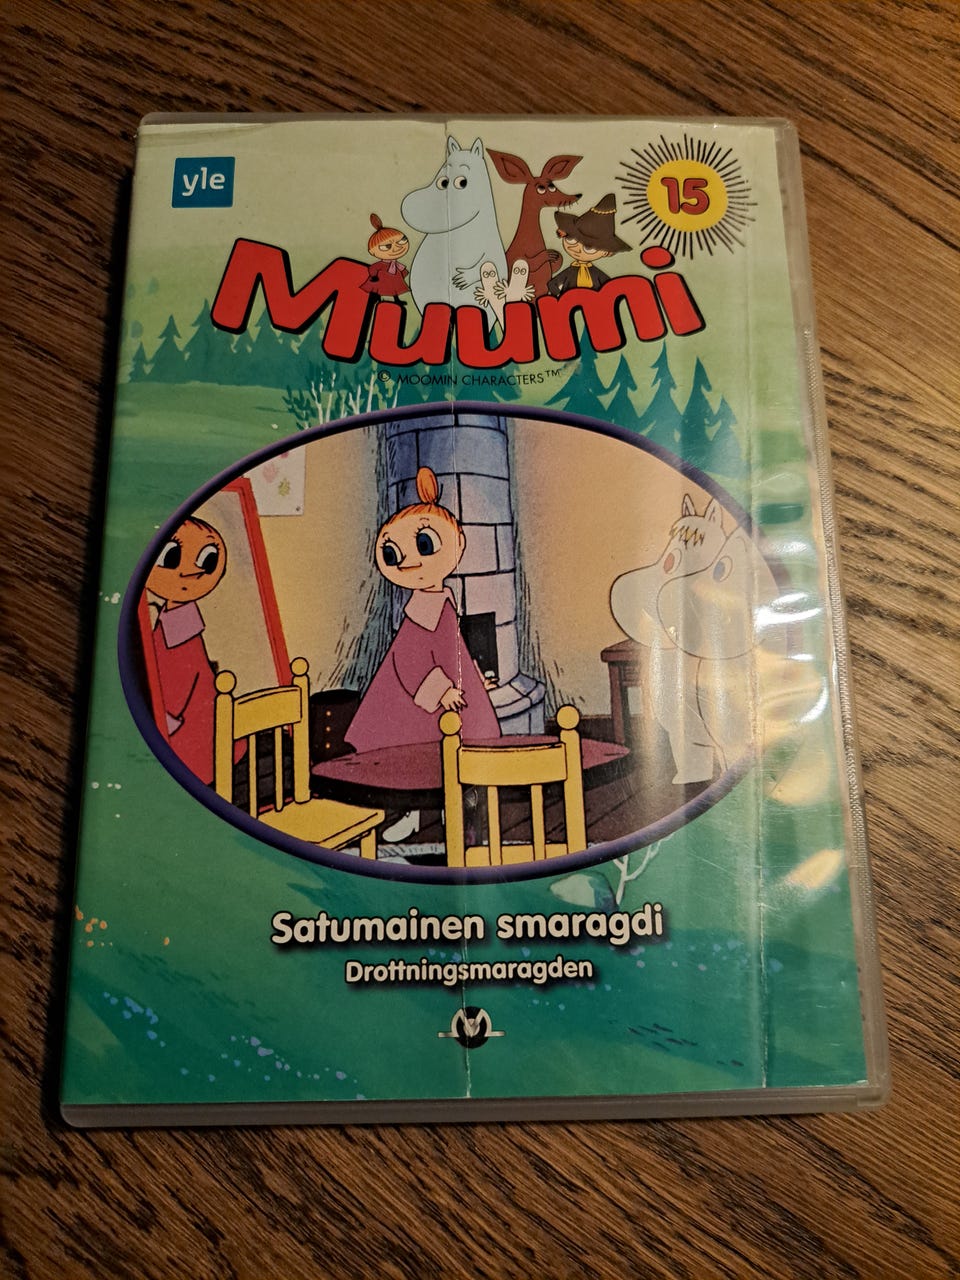 yle
15
Muumi
© MOOMIN CHARACTERS™
Satumainen smaragdi
Drottningsmaragden